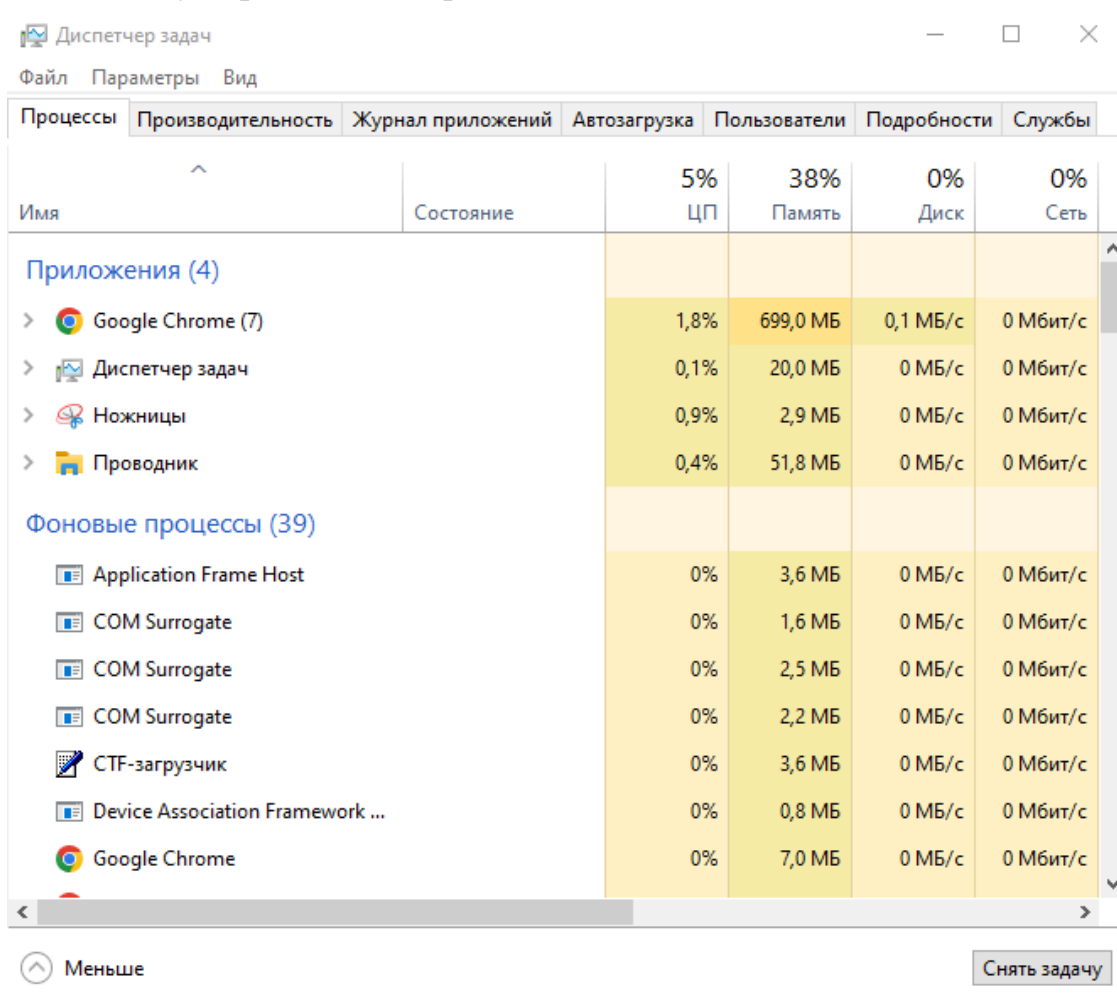 Диспетчер задач
Файл Параметры Вид
Процессы Производительность Журнал приложений Автозагрузка Пользователи Подробности Службы
5% 38% 0% 0%
Имя Состояние ЦП Память Диск Сеть
Приложения (4)
Google Chrome (7) 1,8% 699,0 МБ 0,1 МБ/с 0 Мбит/с
Диспетчер задач 0,1% 20,0 МБ 0 МБ/с 0 Мбит/с
Ножницы 0,9% 2,9 МБ 0 МБ/с 0 Мбит/с
Проводник 0,4% 51,8 МБ 0 МБ/с 0 Мбит/с
Фоновые процессы (39)
Application Frame Host 0% 3,6 МБ 0 МБ/с 0 Мбит/с
COM Surrogate 0% 1,6 МБ 0 МБ/с 0 Мбит/с
COM Surrogate 0% 2,5 МБ 0 МБ/с 0 Мбит/с
COM Surrogate 0% 2,2 МБ 0 МБ/с 0 Мбит/с
CTF-загрузчик 0% 3,6 МБ 0 МБ/с 0 Мбит/с
Device Association Framework ... 0% 0,8 МБ 0 МБ/с 0 Мбит/с
Google Chrome 0% 7,0 МБ 0 МБ/с 0 Мбит/с
Меньше Снять задачу